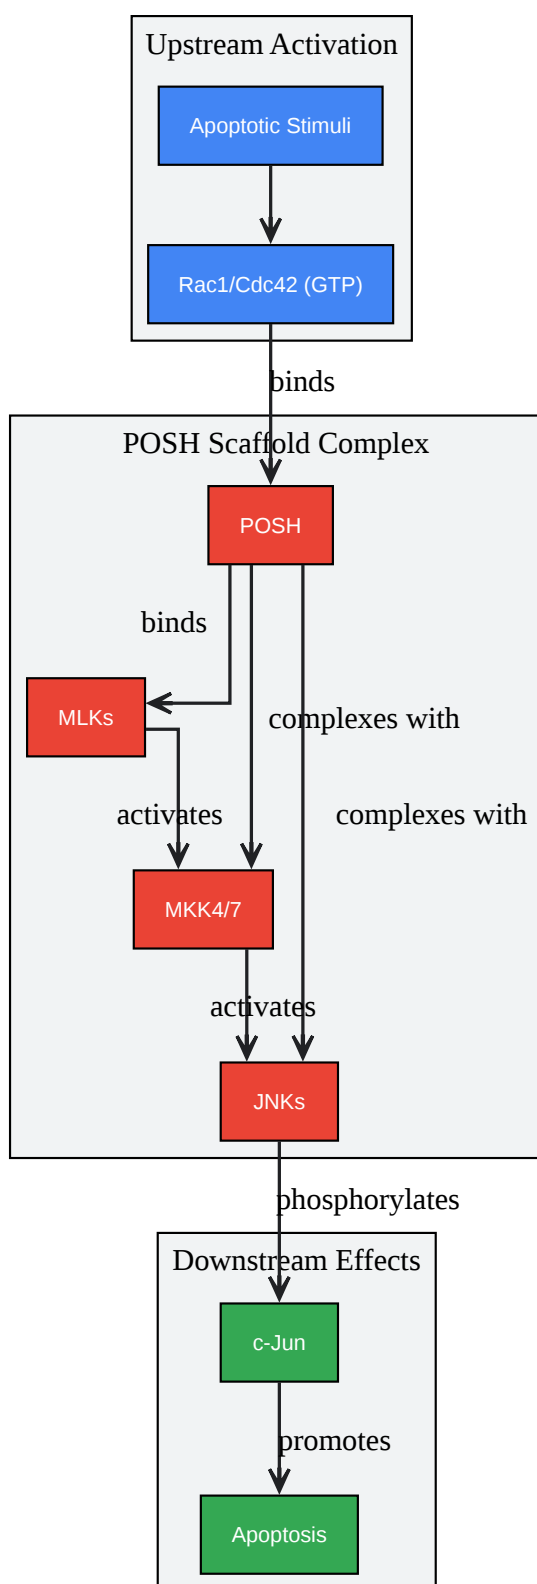 Upstream Activation
Apoptotic Stimuli
Rac1/Cdc42 (GTP)
binds
POSH Scaffold Complex
POSH
binds
MLKs
complexes with
activates
complexes with
MKK4/7
activates
JNKs
phosphorylates
Downstream Effects
c-Jun
promotes
Apoptosis